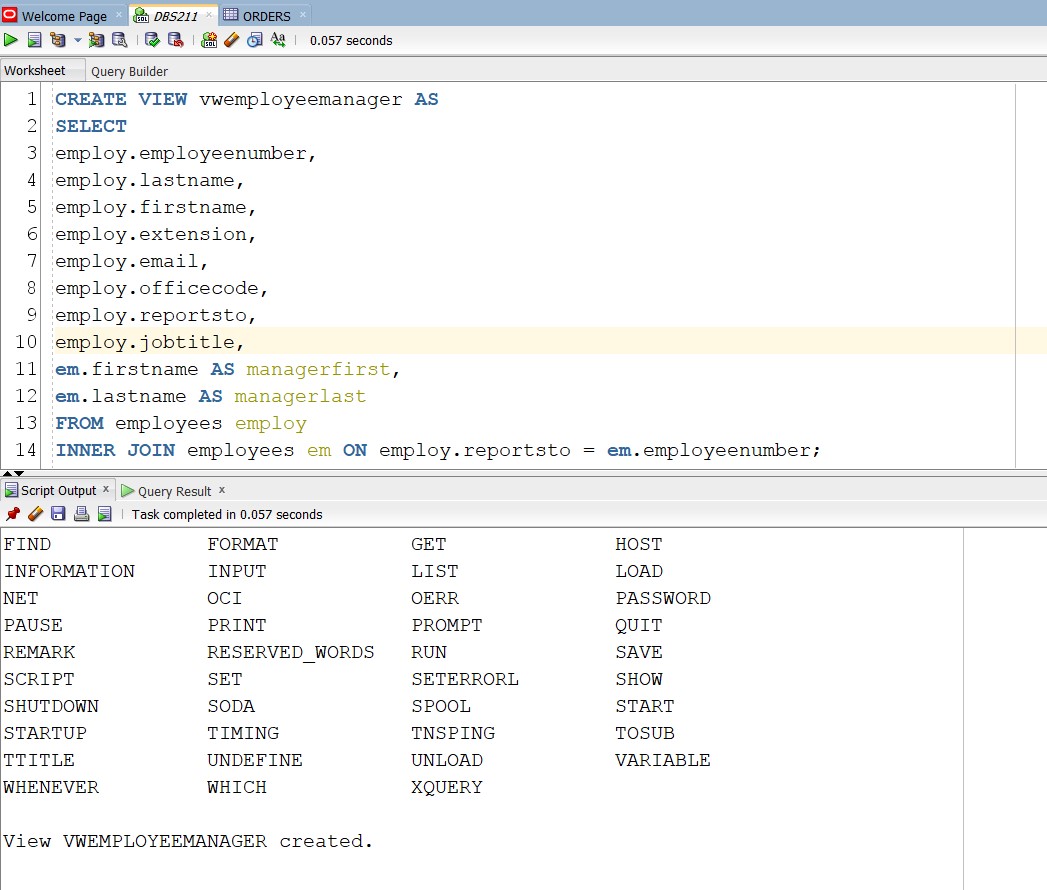 Welcome Page DBS211 ORDERS
0.057 seconds
Worksheet Query Builder
1 CREATE VIEW vwemployeemanager AS
2 SELECT
3 employ.employeenumber,
4 employ.lastname,
5 employ.firstname,
6 employ.extension,
7 employ.email,
8 employ.officecode,
9 employ.reportsto,
10 employ.jobtitle,
11 em.firstname AS managerfirst,
12 em.lastname AS managerlast
13 FROM employees employ
14 INNER JOIN employees em ON employ.reportsto = em.employeenumber;
Script Output Query Result
Task completed in 0.057 seconds
FIND FORMAT GET HOST
INFORMATION INPUT LIST LOAD
NET OCI OERR PASSWORD
PAUSE PRINT PROMPT QUIT
REMARK RESERVED_WORDS RUN SAVE
SCRIPT SET SETERRORL SHOW
SHUTDOWN SODA SPOOL START
STARTUP TIMING TNSPING TOSUB
TTITLE UNDEFINE UNLOAD VARIABLE
WHENEVER WHICH XQUERY
View VWEMPLOYEEMANAGER created.